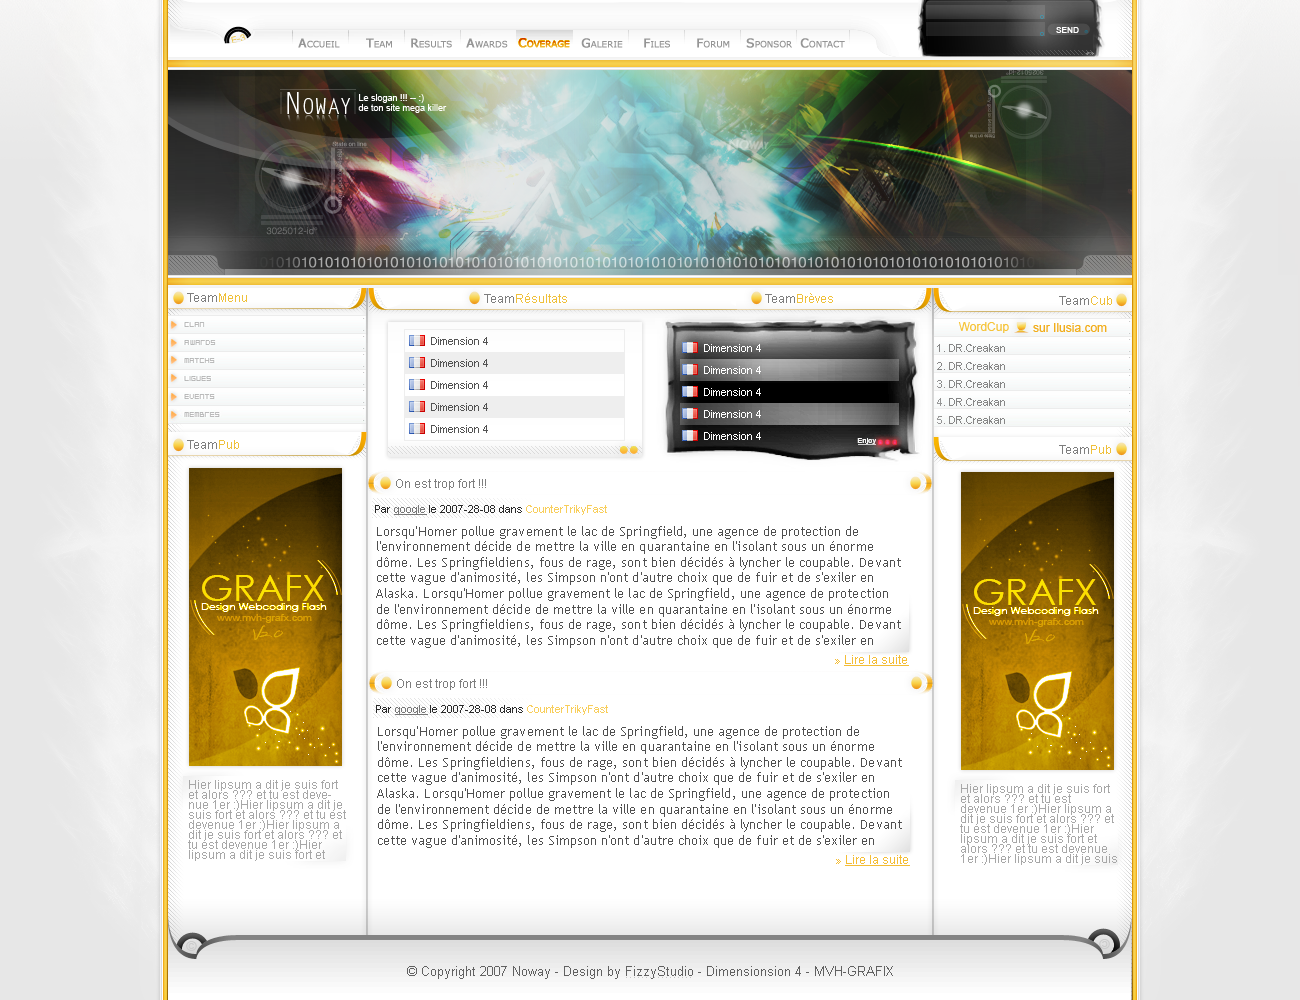 SEND
Accueil Team Results Awards Coverage Galerie Files Forum Sponsor Contact
Noway
Le slogan !!! -- :)
de ton site mega killer
Noway
3025012-id"
TeamMenu
TeamRésultats
TeamBrèves
TeamCub
CLAN
AWARDS
MATCHS
LIGUES
EVENTS
MEMBRES
Dimension 4
Dimension 4
Dimension 4
Dimension 4
Dimension 4
Dimension 4
Dimension 4
Dimension 4
Dimension 4
Dimension 4
Enjoy
WordCup sur Ilusia.com
1. DR.Creakan
2. DR.Creakan
3. DR.Creakan
4. DR.Creakan
5. DR.Creakan
TeamPub
GRAFX
Design Webcoding Flash
www.mvh-grafx.com
V2.0
Hier lipsum a dit je suis fort
et alors ??? et tu est deve-
nue 1er :)Hier lipsum a dit je
suis fort et alors ??? et tu est
devenue 1er :)Hier lipsum a
dit je suis fort et alors ??? et
tu est devenue 1er :)Hier
lipsum a dit je suis fort et
On est trop fort !!!
Par google le 2007-28-08 dans CounterTrikyFast
Lorsqu'Homer pollue gravement le lac de Springfield, une agence de protection de
l'environnement décide de mettre la ville en quarantaine en l'isolant sous un énorme
dôme. Les Springfieldiens, fous de rage, sont bien décidés à lyncher le coupable. Devant
cette vague d'animosité, les Simpson n'ont d'autre choix que de fuir et de s'exiler en
Alaska. Lorsqu'Homer pollue gravement le lac de Springfield, une agence de protection
de l'environnement décide de mettre la ville en quarantaine en l'isolant sous un énorme
dôme. Les Springfieldiens, fous de rage, sont bien décidés à lyncher le coupable. Devant
cette vague d'animosité, les Simpson n'ont d'autre choix que de fuir et de s'exiler en
» Lire la suite
On est trop fort !!!
Par google le 2007-28-08 dans CounterTrikyFast
Lorsqu'Homer pollue gravement le lac de Springfield, une agence de protection de
l'environnement décide de mettre la ville en quarantaine en l'isolant sous un énorme
dôme. Les Springfieldiens, fous de rage, sont bien décidés à lyncher le coupable. Devant
cette vague d'animosité, les Simpson n'ont d'autre choix que de fuir et de s'exiler en
Alaska. Lorsqu'Homer pollue gravement le lac de Springfield, une agence de protection
de l'environnement décide de mettre la ville en quarantaine en l'isolant sous un énorme
dôme. Les Springfieldiens, fous de rage, sont bien décidés à lyncher le coupable. Devant
cette vague d'animosité, les Simpson n'ont d'autre choix que de fuir et de s'exiler en
» Lire la suite
TeamPub
GRAFX
Design Webcoding Flash
www.mvh-grafx.com
V2.0
Hier lipsum a dit je suis fort
et alors ??? et tu est
devenue 1er :)Hier lipsum a
dit je suis fort et alors ??? et
tu est devenue 1er :)Hier
lipsum a dit je suis fort et
alors ??? et tu est devenue
1er :)Hier lipsum a dit je suis
© Copyright 2007 Noway - Design by FizzyStudio - Dimensionsion 4 - MVH-GRAFIX